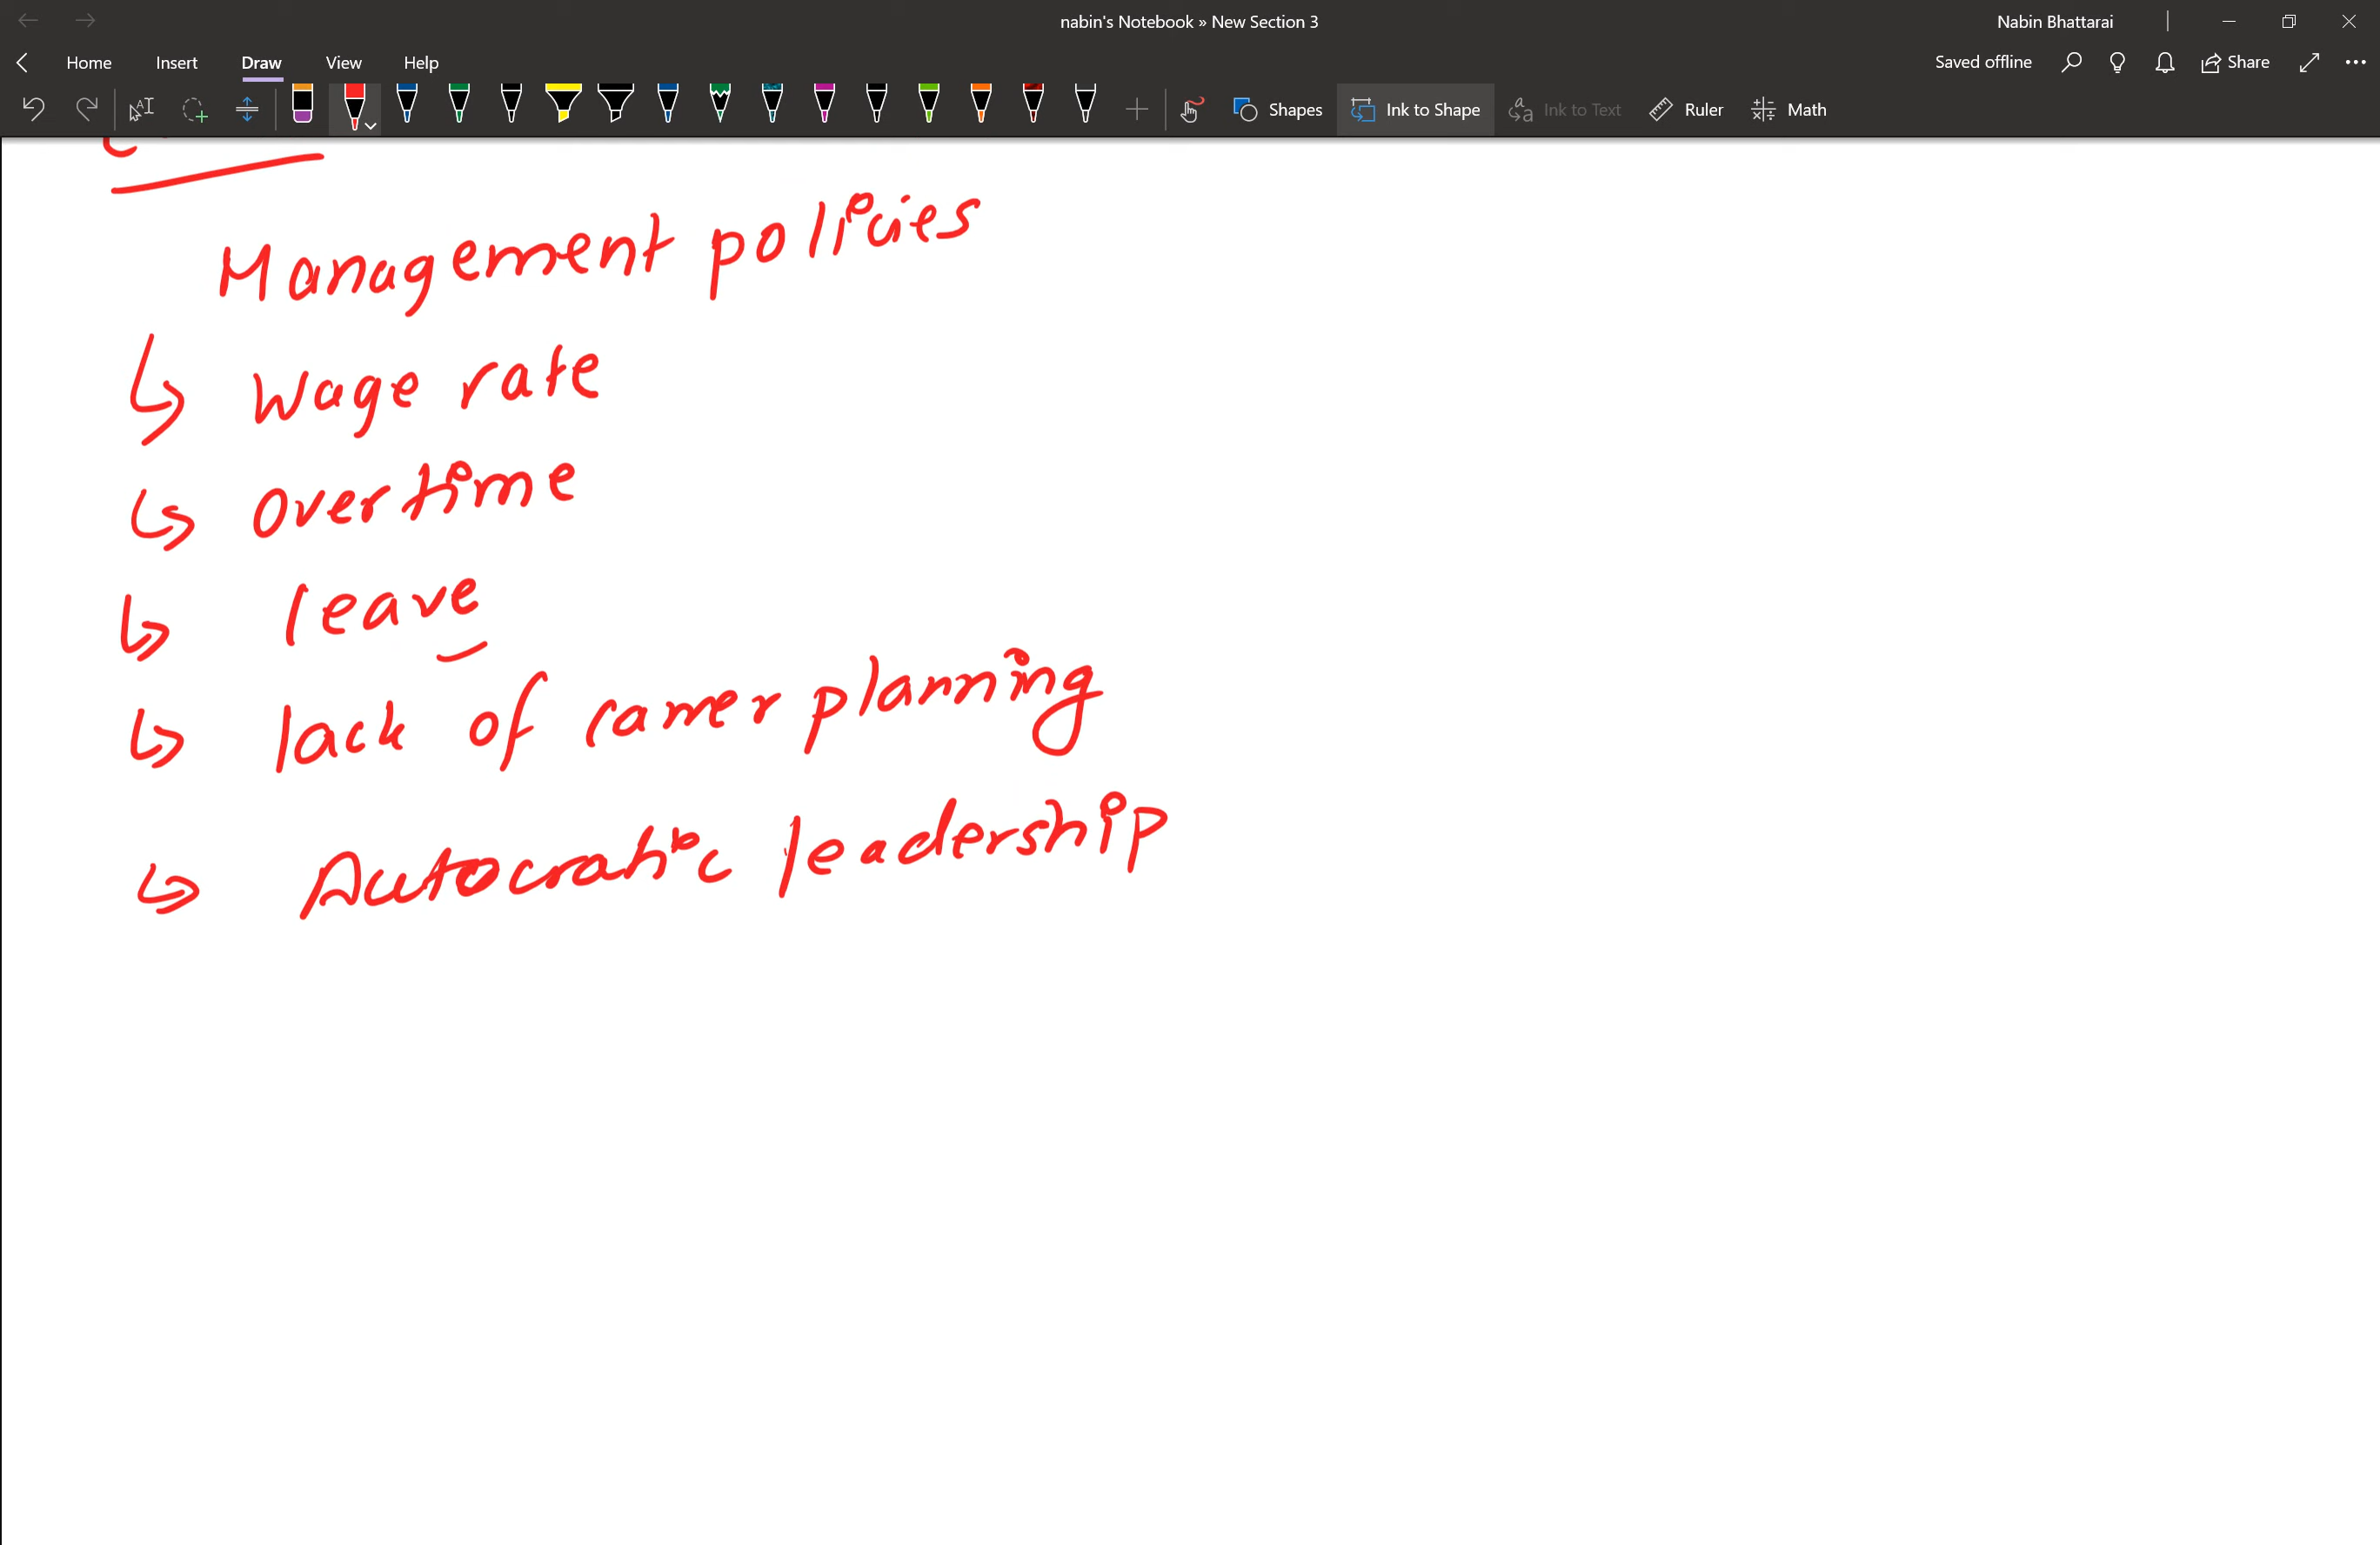 nabin's Notebook » New Section 3
Nabin Bhattarai
Home Insert Draw View Help
Saved offline
Share
Shapes Ink to Shape Ink to Text Ruler Math
Management policies
↳ wage rate
↳ overtime
↳ leave
↳ lack of carrer planning
↳ Autocratic leadership